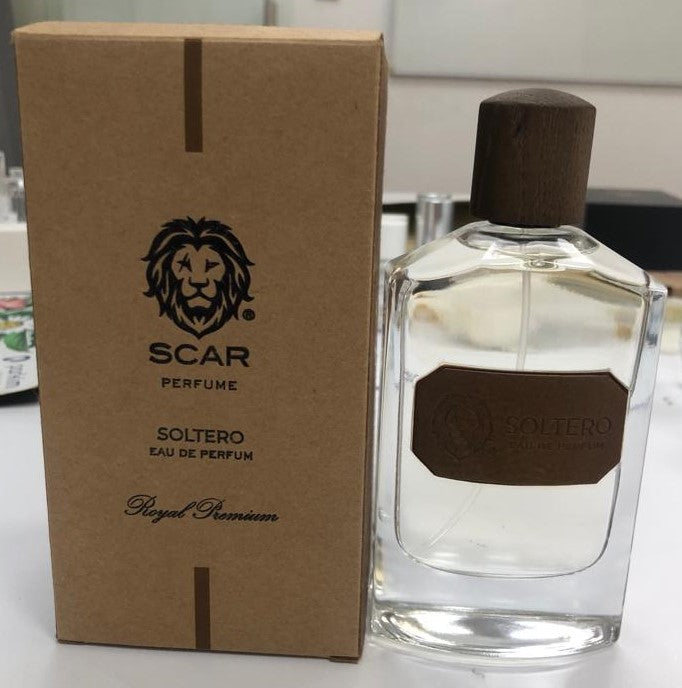 ®
SCAR
PERFUME
SOLTERO
EAU DE PERFUM
Royal Premium
SOLTERO
EAU DE PERFUM